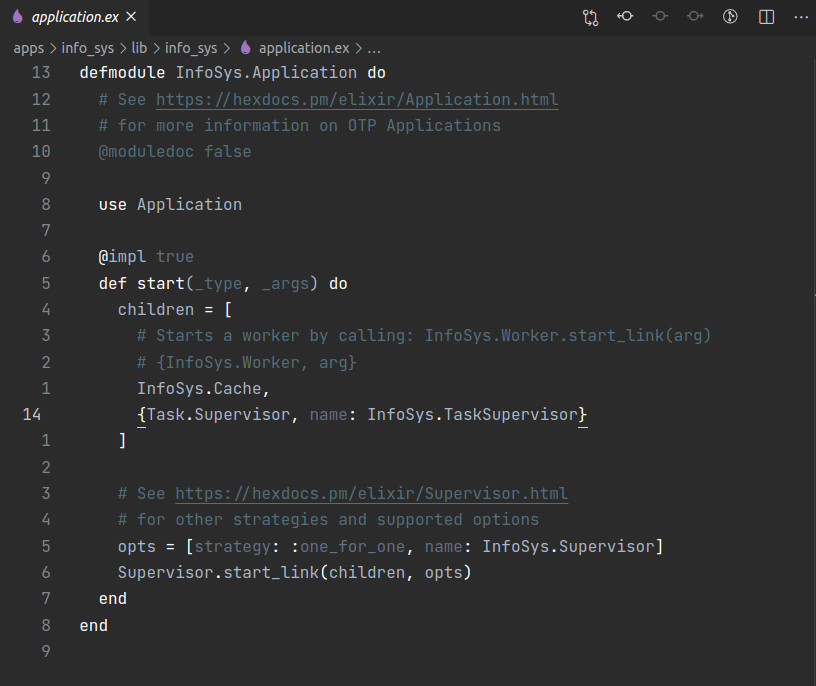 application.ex
apps > info_sys > lib > info_sys > application.ex > ...
13 defmodule InfoSys.Application do
12   # See https://hexdocs.pm/elixir/Application.html
11   # for more information on OTP Applications
10   @moduledoc false
9
8   use Application
7
6   @impl true
5   def start(_type, _args) do
4     children = [
3       # Starts a worker by calling: InfoSys.Worker.start_link(arg)
2       # {InfoSys.Worker, arg}
1       InfoSys.Cache,
14       {Task.Supervisor, name: InfoSys.TaskSupervisor}
1     ]
2
3     # See https://hexdocs.pm/elixir/Supervisor.html
4     # for other strategies and supported options
5     opts = [strategy: :one_for_one, name: InfoSys.Supervisor]
6     Supervisor.start_link(children, opts)
7   end
8 end
9